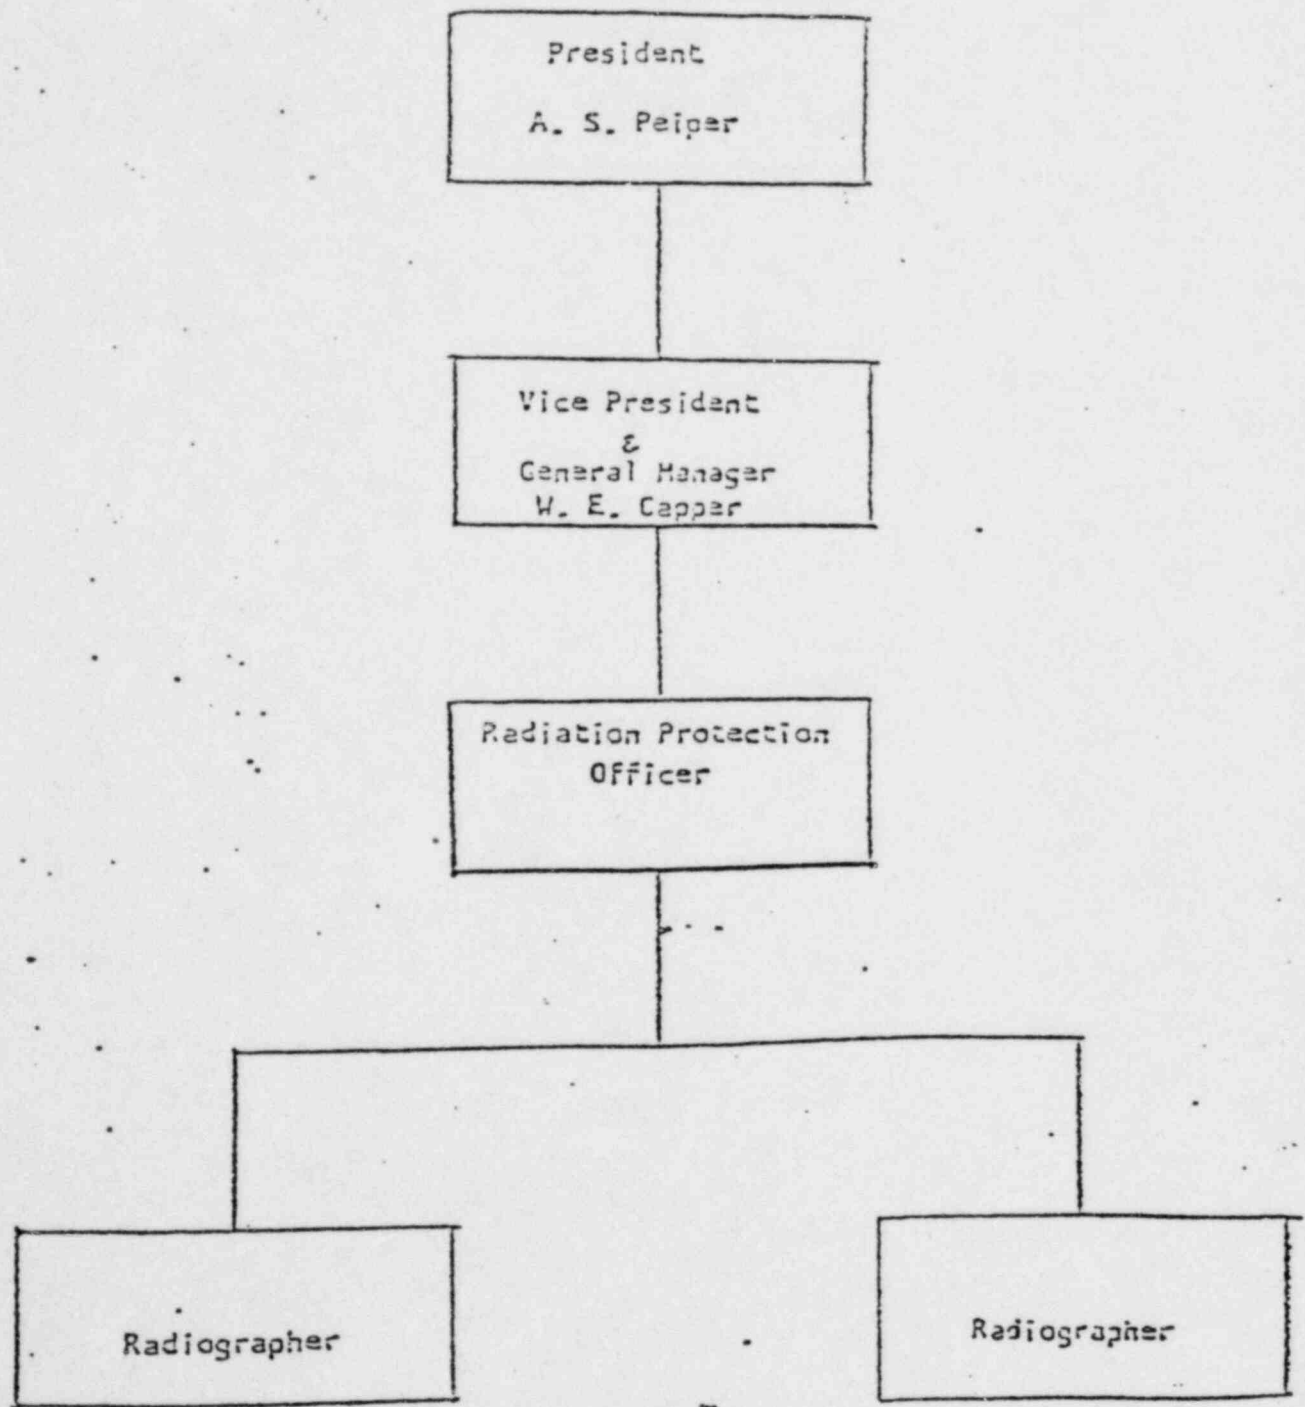 President
A. S. Peiper
Vice President
&
General Manager
W. E. Capper
Radiation Protection
Officer
Radiographer
Radiographer